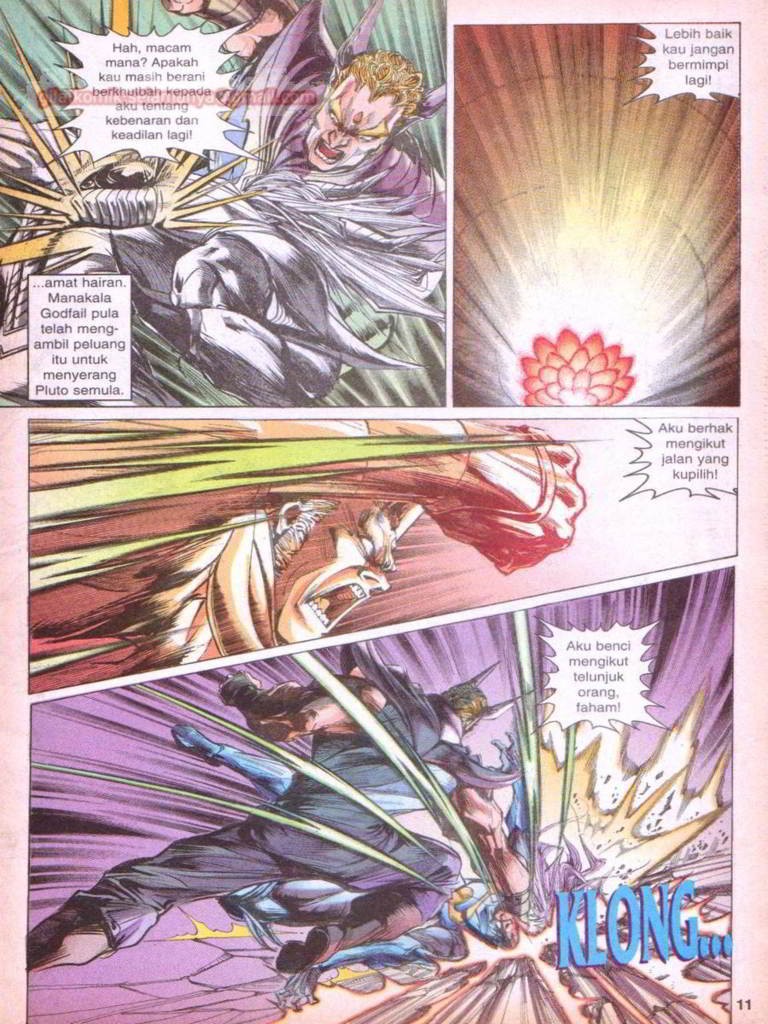 Hah, macam
mana? Apakah
kau masih berani
berkhutbah kepada
aku tentang
kebenaran dan
keadilan lagi!
...amat hairan.
Manakala
Godfail pula
telah meng-
ambil peluang
itu untuk
menyerang
Pluto semula.
Lebih baik
kau jangan
bermimpi
lagi!
Aku berhak
mengikut
jalan yang
kupilih!
Aku benci
mengikut
telunjuk
orang,
faham!
KLONG...
11